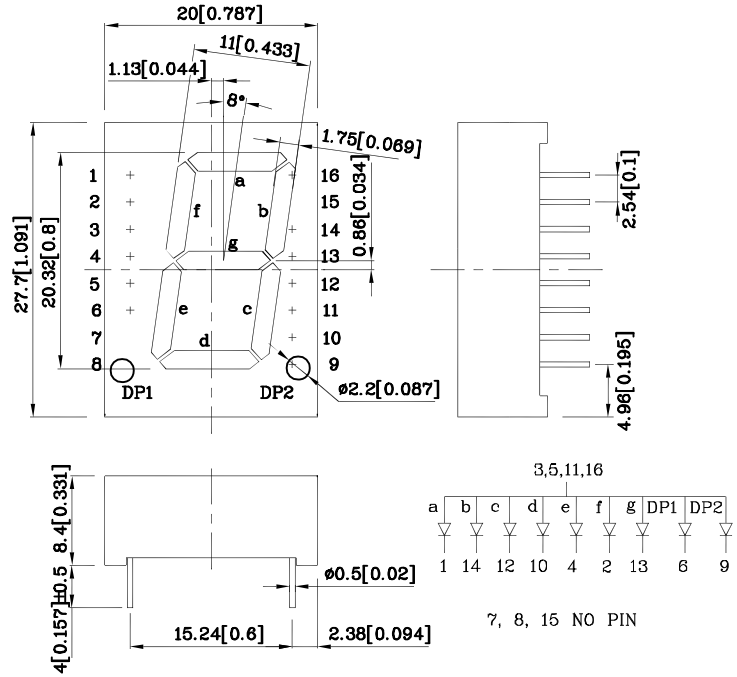 20[0.787]
11[0.433]
1.13[0.044]
8°
1.75[0.069]
1
2
3
4
5
6
7
8
16
15
14
13
12
11
10
9
a
f
b
g
e
c
d
DP1
DP2
27.7[1.091]
20.32[0.8]
0.86[0.034]
ø2.2[0.087]
2.54[0.1]
4.96[0.195]
8.4[0.331]
4[0.157]±0.5
ø0.5[0.02]
15.24[0.6]
2.38[0.094]
3,5,11,16
a b c d e f g DP1 DP2
1 14 12 10 4 2 13 6 9
7, 8, 15 NO PIN